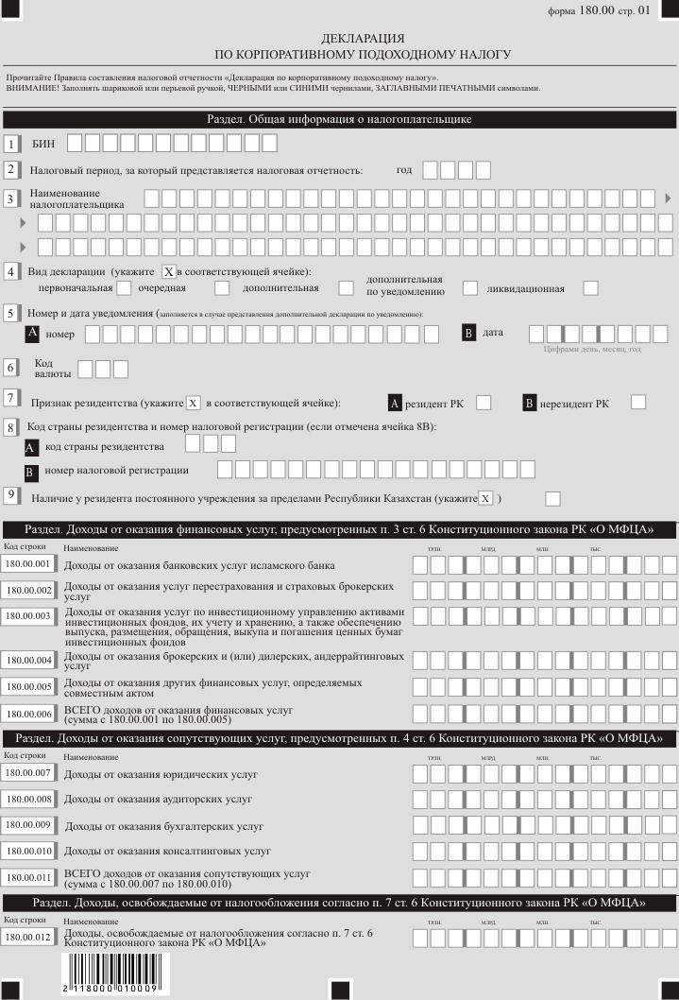 форма 180.00 стр. 01
ДЕКЛАРАЦИЯ
ПО КОРПОРАТИВНОМУ ПОДОХОДНОМУ НАЛОГУ
Прочитайте Правила составления налоговой отчетности «Декларация по корпоративному подоходному налогу».
ВНИМАНИЕ! Заполнять шариковой или перьевой ручкой, ЧЕРНЫМИ или СИНИМИ чернилами, ЗАГЛАВНЫМИ ПЕЧАТНЫМИ символами.
Раздел. Общая информация о налогоплательщике
1 БИН
2 Налоговый период, за который представляется налоговая отчетность: год
3 Наименование
налогоплательщика
4 Вид декларации (укажите X в соответствующей ячейке):
первоначальная очередная дополнительная дополнительная
по уведомлению ликвидационная
5 Номер и дата уведомления (заполняется в случае представления дополнительной декларации по уведомлению):
A номер B дата
Цифрами день, месяц, год
6 Код
валюты
7 Признак резидентства (укажите X в соответствующей ячейке): A резидент РК B нерезидент РК
8 Код страны резидентства и номер налоговой регистрации (если отмечена ячейка 8В):
A код страны резидентства
B номер налоговой регистрации
9 Наличие у резидента постоянного учреждения за пределами Республики Казахстан (укажите X )
Раздел. Доходы от оказания финансовых услуг, предусмотренных п. 3 ст. 6 Конституционного закона РК «О МФЦА»
Код строки Наименование трлн. млрд. млн. тыс.
180.00.001 Доходы от оказания банковских услуг исламского банка
180.00.002 Доходы от оказания услуг перестрахования и страховых брокерских
услуг
180.00.003 Доходы от оказания услуг по инвестиционному управлению активами
инвестиционных фондов, их учету и хранению, а также обеспечению
выпуска, размещения, обращения, выкупа и погашения ценных бумаг
инвестиционных фондов
180.00.004 Доходы от оказания брокерских и (или) дилерских, андеррайтинговых
услуг
180.00.005 Доходы от оказания других финансовых услуг, определяемых
совместным актом
180.00.006 ВСЕГО доходов от оказания финансовых услуг
(сумма с 180.00.001 по 180.00.005)
Раздел. Доходы от оказания сопутствующих услуг, предусмотренных п. 4 ст. 6 Конституционного закона РК «О МФЦА»
Код строки Наименование трлн. млрд. млн. тыс.
180.00.007 Доходы от оказания юридических услуг
180.00.008 Доходы от оказания аудиторских услуг
180.00.009 Доходы от оказания бухгалтерских услуг
180.00.010 Доходы от оказания консалтинговых услуг
180.00.011 ВСЕГО доходов от оказания сопутствующих услуг
(сумма с 180.00.007 по 180.00.010)
Раздел. Доходы, освобождаемые от налогообложения согласно п. 7 ст. 6 Конституционного закона РК «О МФЦА»
Код строки Наименование трлн. млрд. млн. тыс.
180.00.012 Доходы, освобождаемые от налогообложения согласно п. 7 ст. 6
Конституционного закона РК «О МФЦА»
2 118000 010009